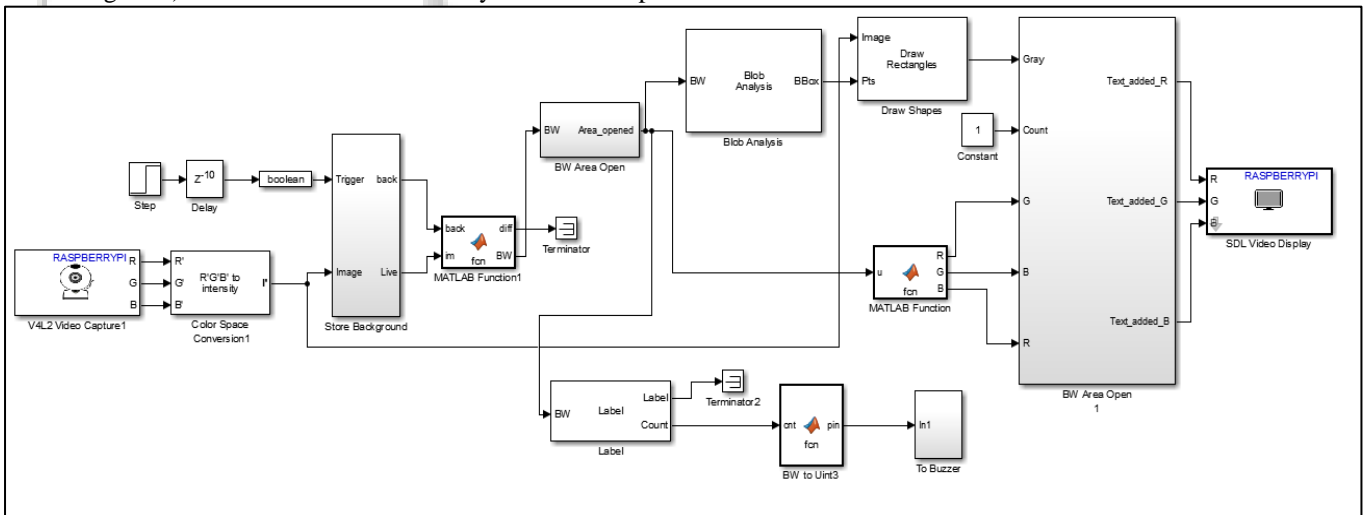 Step
Z-10
Delay
boolean
RASPBERRYPI
R
G
B
V4L2 Video Capture1
R'
G'
B'
R'G'B' to
intensity
I'
Color Space
Conversion1
Trigger
back
Image
Live
Store Background
back
im
diff
BW
fcn
MATLAB Function1
Terminator
BW
Area_opened
BW Area Open
BW
Blob
Analysis
BBox
Blob Analysis
Image
Pts
Draw
Rectangles
Draw Shapes
1
Constant
u
R
G
B
fcn
MATLAB Function
Gray
Count
G
B
R
Text_added_R
Text_added_G
Text_added_B
BW Area Open
1
RASPBERRYPI
R
G
SDL Video Display
BW
Label
Label
Count
Label
Terminator2
cnt
pin
fcn
BW to Uint3
In1
To Buzzer